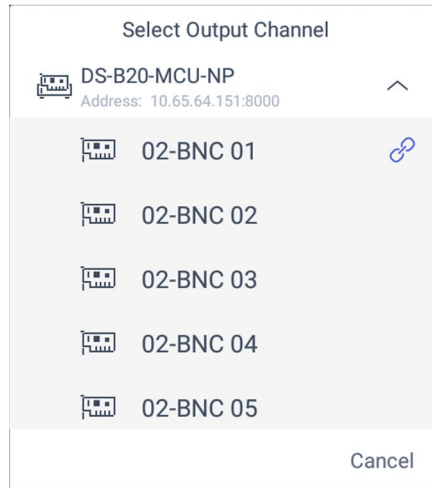 Select Output Channel
DS-B20-MCU-NP
Address: 10.65.64.151:8000
02-BNC 01
02-BNC 02
02-BNC 03
02-BNC 04
02-BNC 05
Cancel